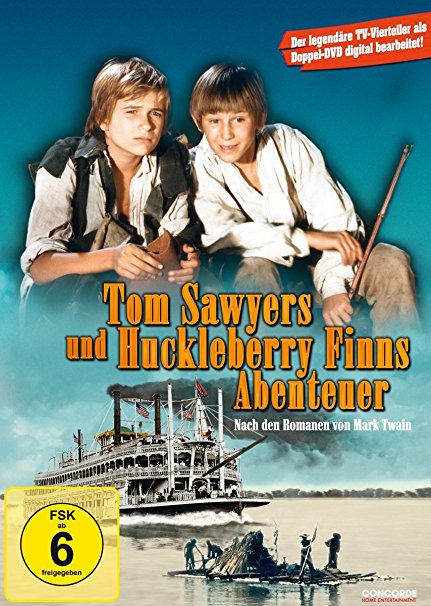 Der legendäre TV-Vierteiler als
Doppel-DVD digital bearbeitet!
Tom Sawyers
und Huckleberry Finns
Abenteuer
Nach den Romanen von Mark Twain
FSK
ab
6
freigegeben
CONCORDE
HOME ENTERTAINMENT